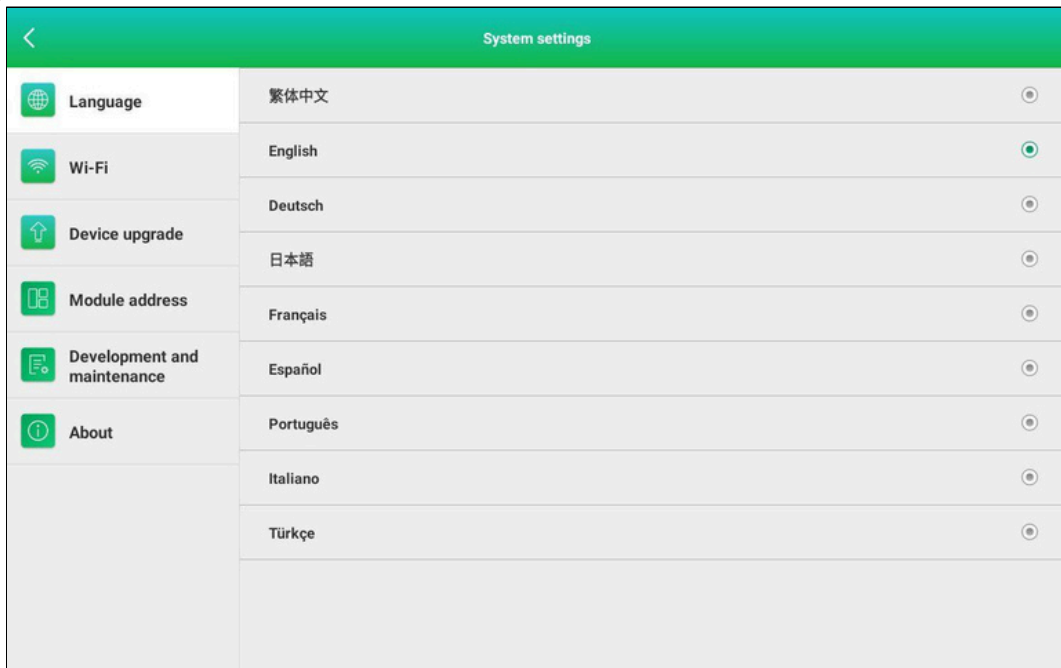 System settings
Language
Wi-Fi
Device upgrade
Module address
Development and
maintenance
About
繁体中文
English
Deutsch
日本語
Français
Español
Português
Italiano
Türkçe